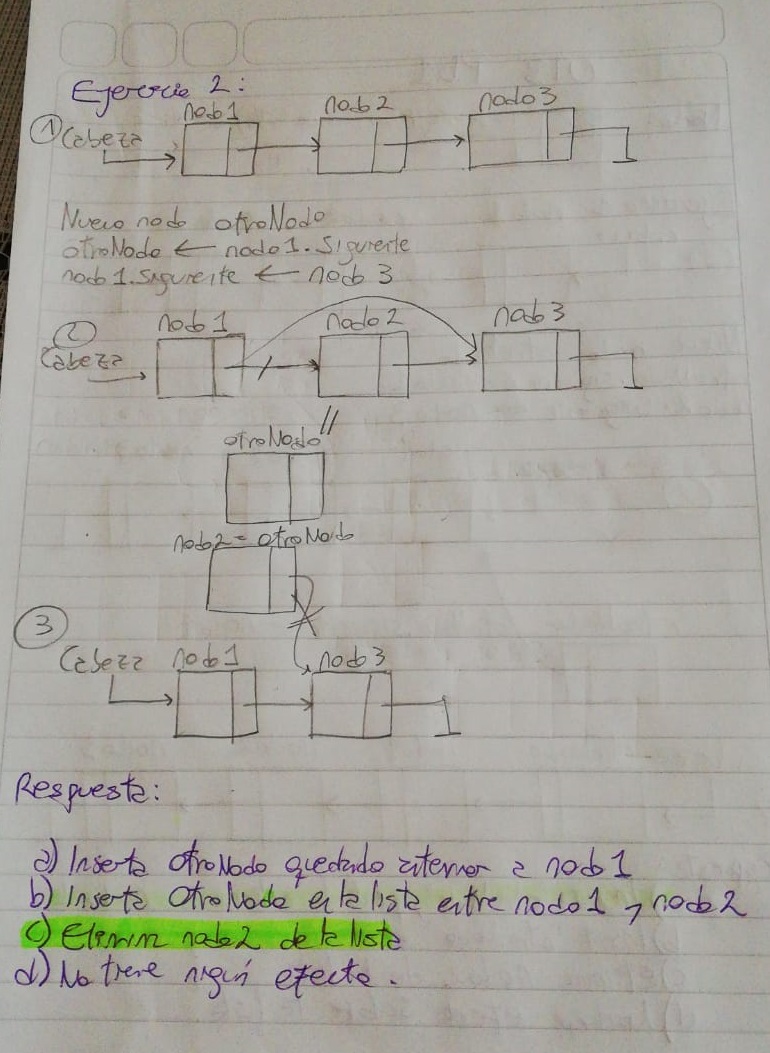 Ejercicio 2:
nodo1 nodo2 nodo3
① Cabeza
Nuevo nodo otroNodo
otroNodo ← nodo1.Siguiente
nodo1.Siguiente ← nodo 3
② nodo1 nodo2 nodo3
Cabeza
otroNodo
nodo2 = otroNodo
③
Cabeza nodo1 nodo3
Respuesta:
a) Inserta otroNodo quedando anterior a nodo1
b) Inserta OtroNodo en la lista entre nodo1 y nodo2
c) Elimina nodo2 de la lista
d) No tiene ningún efecto.